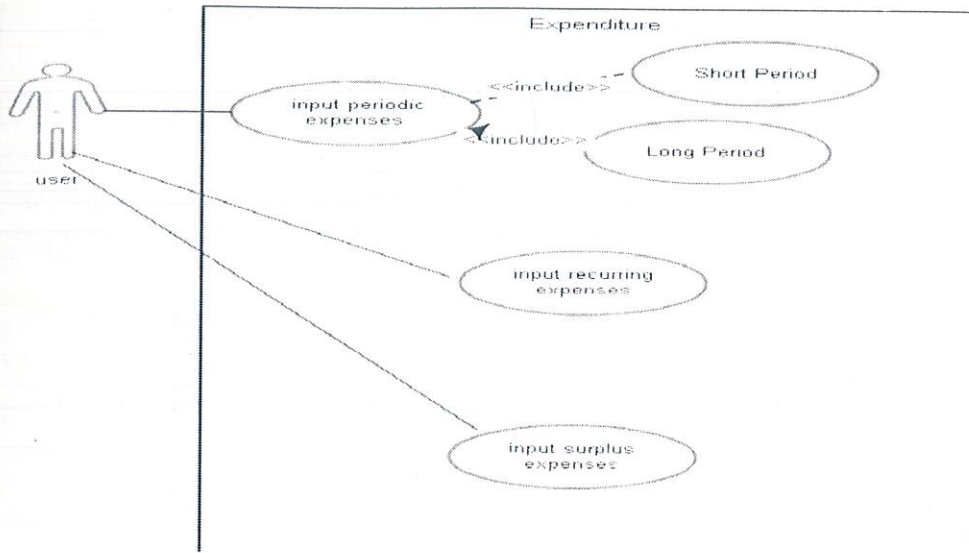 Expenditure
Short Period
<<include>>
input periodic
expenses
<<include>>
Long Period
user
input recurring
expenses
input surplus
expenses